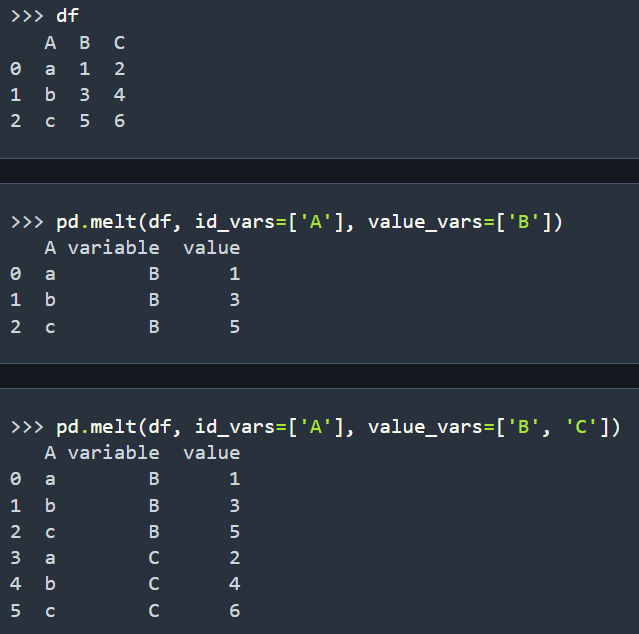 >>> df
   A  B  C
0  a  1  2
1  b  3  4
2  c  5  6
>>> pd.melt(df, id_vars=['A'], value_vars=['B'])
   A variable  value
0  a        B      1
1  b        B      3
2  c        B      5
>>> pd.melt(df, id_vars=['A'], value_vars=['B', 'C'])
   A variable  value
0  a        B      1
1  b        B      3
2  c        B      5
3  a        C      2
4  b        C      4
5  c        C      6